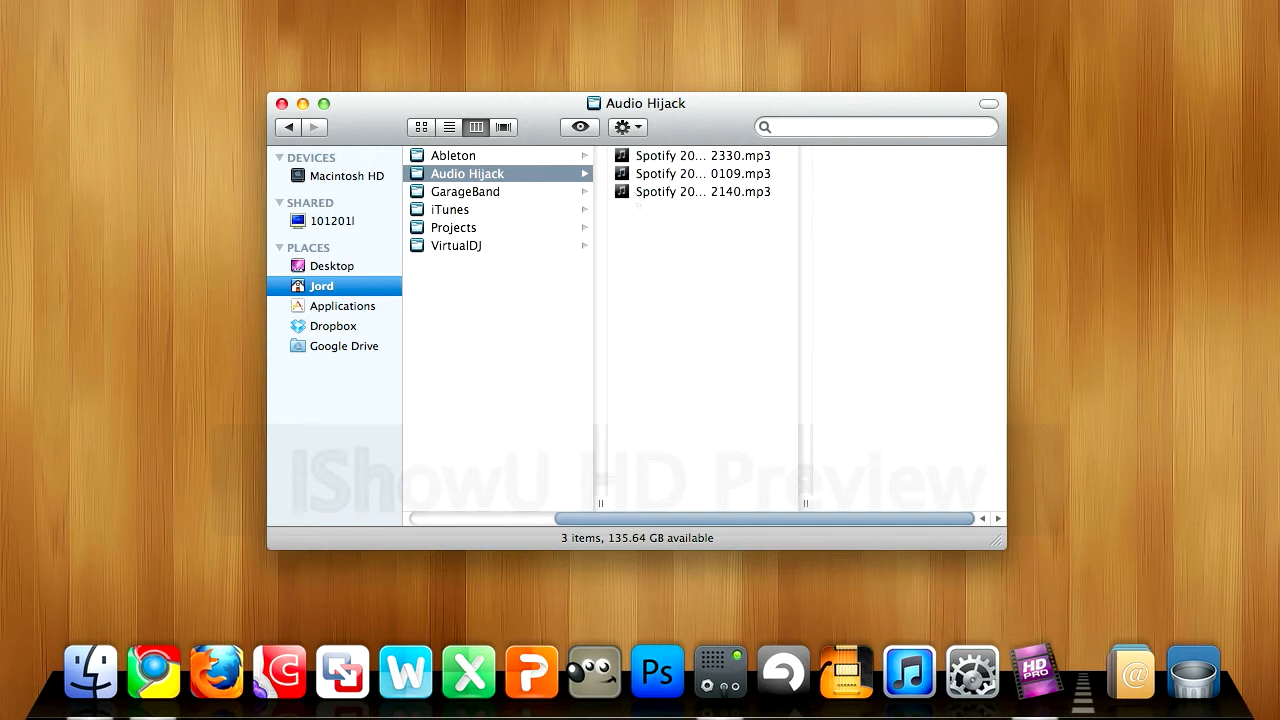 Audio Hijack
DEVICES
Macintosh HD
SHARED
101201l
PLACES
Desktop
Jord
Applications
Dropbox
Google Drive
Ableton
Audio Hijack
GarageBand
iTunes
Projects
VirtualDJ
Spotify 20... 2330.mp3
Spotify 20... 0109.mp3
Spotify 20... 2140.mp3
IShowU HD Preview
3 items, 135.64 GB available
W
X
P
Ps
HD
PRO
@